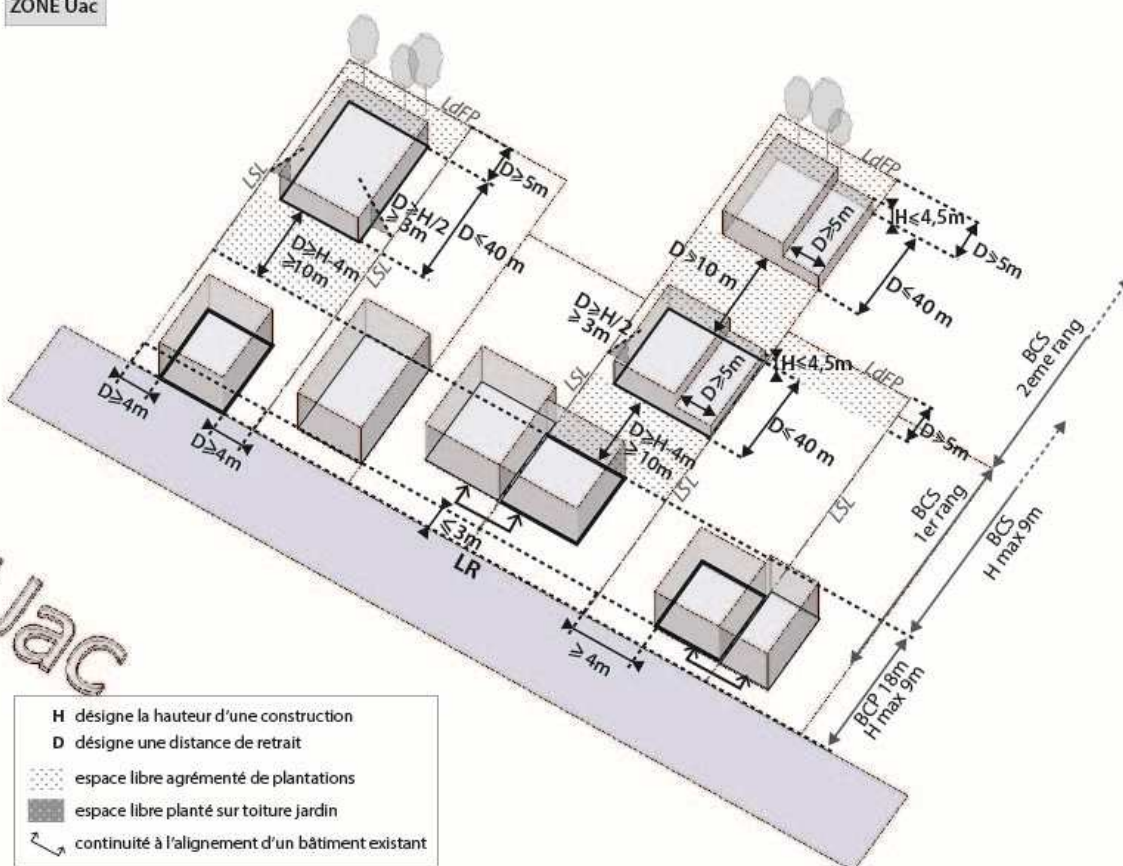 ZONE Uac
LdFP
LdFP
LSL
D≥5m
D≥H/2
≥3m
D≤40 m
D≥H-4m
≥10m
LSL
H≤4,5m
D≥5m
D≥5m
D≥10m
D≤40 m
D≥H/2
≥3m
H≤4,5m
LdFP
D≥5m
LSL
D≥4m
D≥4m
D≥H-4m
≥10m
D≤40 m
D≥5m
LSL
LSL
≤3m
LR
≥4m
BCS
2eme rang
BCS
1er rang
BCS
H max 9m
BCP 18m
H max 9m
Uac
H désigne la hauteur d'une construction
D désigne une distance de retrait
espace libre agrémenté de plantations
espace libre planté sur toiture jardin
continuité à l'alignement d'un bâtiment existant